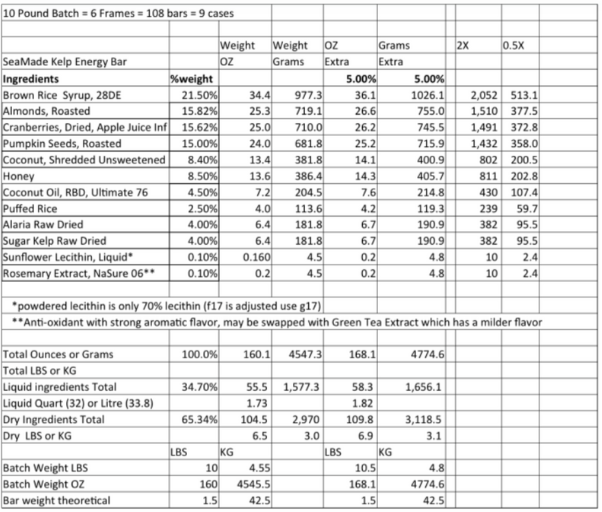 10 Pound Batch = 6 Frames = 108 bars = 9 cases
Weight Weight OZ Grams 2X 0.5X
SeaMade Kelp Energy Bar OZ Grams Extra Extra
Ingredients %weight 5.00% 5.00%
Brown Rice Syrup, 28DE 21.50% 34.4 977.3 36.1 1026.1 2,052 513.1
Almonds, Roasted 15.82% 25.3 719.1 26.6 755.0 1,510 377.5
Cranberries, Dried, Apple Juice Inf 15.62% 25.0 710.0 26.2 745.5 1,491 372.8
Pumpkin Seeds, Roasted 15.00% 24.0 681.8 25.2 715.9 1,432 358.0
Coconut, Shredded Unsweetened 8.40% 13.4 381.8 14.1 400.9 802 200.5
Honey 8.50% 13.6 386.4 14.3 405.7 811 202.8
Coconut Oil, RBD, Ultimate 76 4.50% 7.2 204.5 7.6 214.8 430 107.4
Puffed Rice 2.50% 4.0 113.6 4.2 119.3 239 59.7
Alaria Raw Dried 4.00% 6.4 181.8 6.7 190.9 382 95.5
Sugar Kelp Raw Dried 4.00% 6.4 181.8 6.7 190.9 382 95.5
Sunflower Lecithin, Liquid* 0.10% 0.160 4.5 0.2 4.8 10 2.4
Rosemary Extract, NaSure 06** 0.10% 0.2 4.5 0.2 4.8 10 2.4
*powdered lecithin is only 70% lecithin (f17 is adjusted use g17)
**Anti-oxidant with strong aromatic flavor, may be swapped with Green Tea Extract which has a milder flavor
Total Ounces or Grams 100.0% 160.1 4547.3 168.1 4774.6
Total LBS or KG
Liquid ingredients Total 34.70% 55.5 1,577.3 58.3 1,656.1
Liquid Quart (32) or Litre (33.8) 1.73 1.82
Dry Ingredients Total 65.34% 104.5 2,970 109.8 3,118.5
Dry LBS or KG 6.5 3.0 6.9 3.1
LBS KG LBS KG
Batch Weight LBS 10 4.55 10.5 4.8
Batch Weight OZ 160 4545.5 168.1 4774.6
Bar weight theoretical 1.5 42.5 1.5 42.5